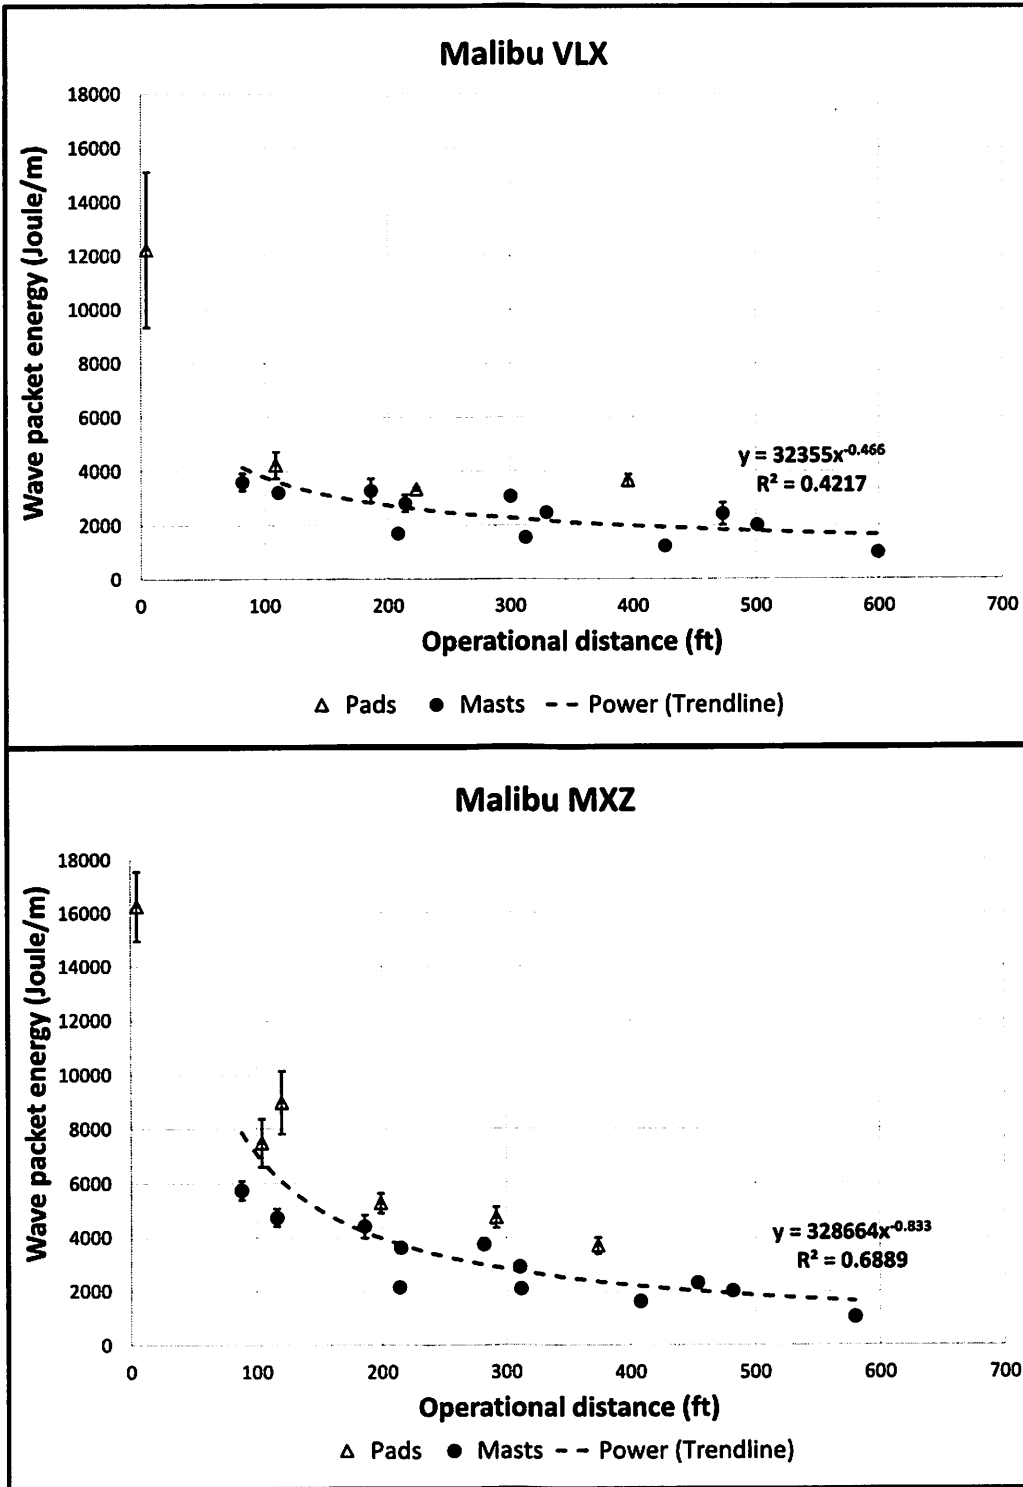 Malibu VLX
Wave packet energy (Joule/m)
18000
16000
14000
12000
10000
8000
6000
4000
2000
0
y = 32355x^-0.466
R² = 0.4217
0 100 200 300 400 500 600 700
Operational distance (ft)
Pads Masts Power (Trendline)
Malibu MXZ
Wave packet energy (Joule/m)
18000
16000
14000
12000
10000
8000
6000
4000
2000
0
y = 328664x^-0.833
R² = 0.6889
0 100 200 300 400 500 600 700
Operational distance (ft)
Pads Masts Power (Trendline)